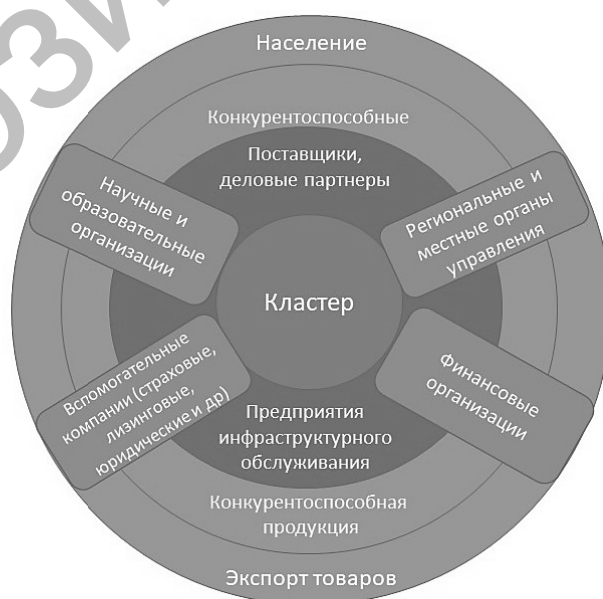 Население
Конкурентоспособные
Поставщики,
деловые партнеры
Научные и
образовательные
организации
Региональные и
местные органы
управления
Кластер
Вспомогательные
компании (страховые,
лизинговые,
юридические и др)
Финансовые
организации
Предприятия
инфраструктурного
обслуживания
Конкурентоспособная
продукция
Экспорт товаров